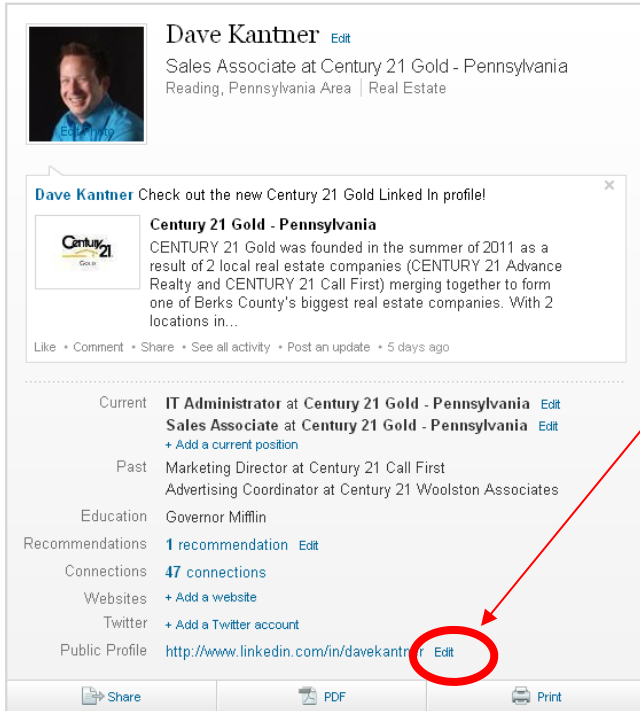 Dave Kantner Edit
Sales Associate at Century 21 Gold - Pennsylvania
Reading, Pennsylvania Area | Real Estate
Edit Photo
Dave Kantner Check out the new Century 21 Gold Linked In profile!
Century 21 Gold - Pennsylvania
Century 21
GOLD
CENTURY 21 Gold was founded in the summer of 2011 as a
result of 2 local real estate companies (CENTURY 21 Advance
Realty and CENTURY 21 Call First) merging together to form
one of Berks County's biggest real estate companies. With 2
locations in...
Like • Comment • Share • See all activity • Post an update • 5 days ago
Current IT Administrator at Century 21 Gold - Pennsylvania Edit
Sales Associate at Century 21 Gold - Pennsylvania Edit
+ Add a current position
Past Marketing Director at Century 21 Call First
Advertising Coordinator at Century 21 Woolston Associates
Education Governor Mifflin
Recommendations 1 recommendation Edit
Connections 47 connections
Websites + Add a website
Twitter + Add a Twitter account
Public Profile http://www.linkedin.com/in/davekantner Edit
Share PDF Print